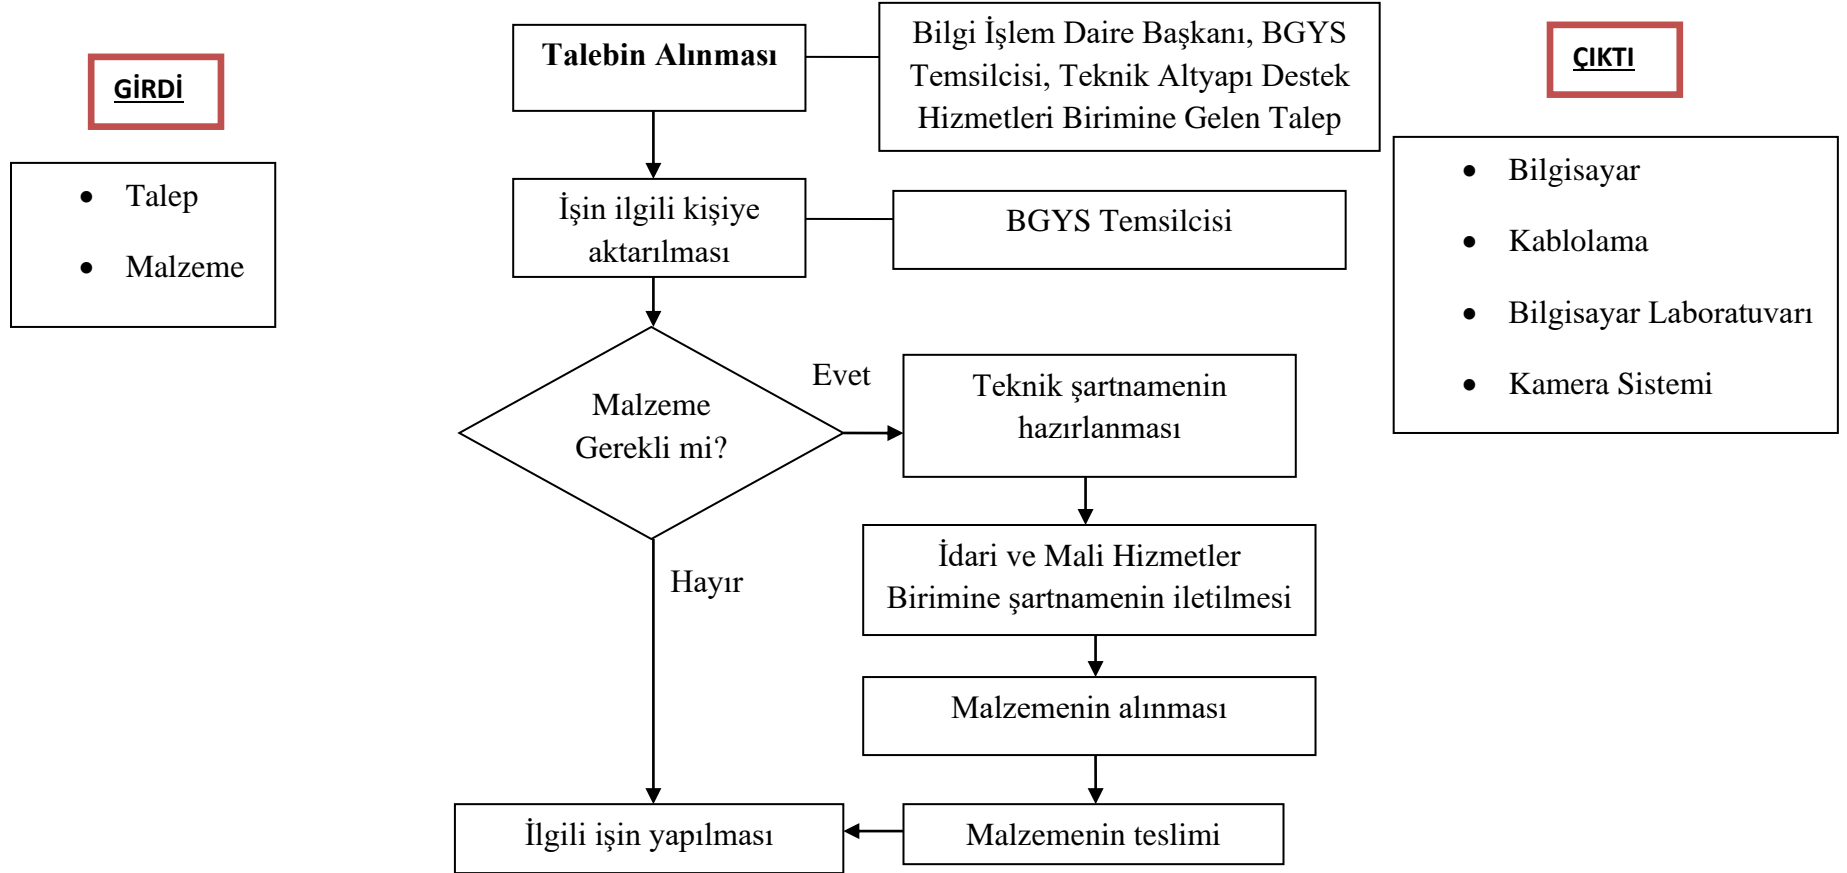 GİRDİ
• Talep
• Malzeme
Talebin Alınması
Bilgi İşlem Daire Başkanı, BGYS
Temsilcisi, Teknik Altyapı Destek
Hizmetleri Birimine Gelen Talep
İşin ilgili kişiye
aktarılması
BGYS Temsilcisi
Malzeme
Gerekli mi?
Evet
Teknik şartnamenin
hazırlanması
Hayır
İdari ve Mali Hizmetler
Birimine şartnamenin iletilmesi
Malzemenin alınması
Malzemenin teslimi
İlgili işin yapılması
ÇIKTI
• Bilgisayar
• Kablolama
• Bilgisayar Laboratuvarı
• Kamera Sistemi